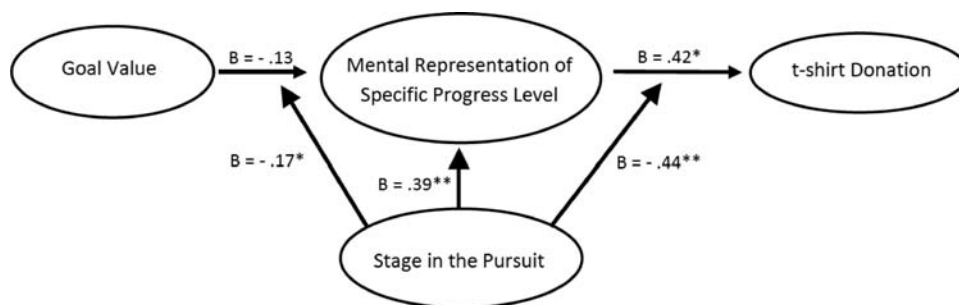 Goal Value
B = - .13
Mental Representation of
Specific Progress Level
B = .42*
t-shirt Donation
B = - .17*
B = .39**
B = - .44**
Stage in the Pursuit